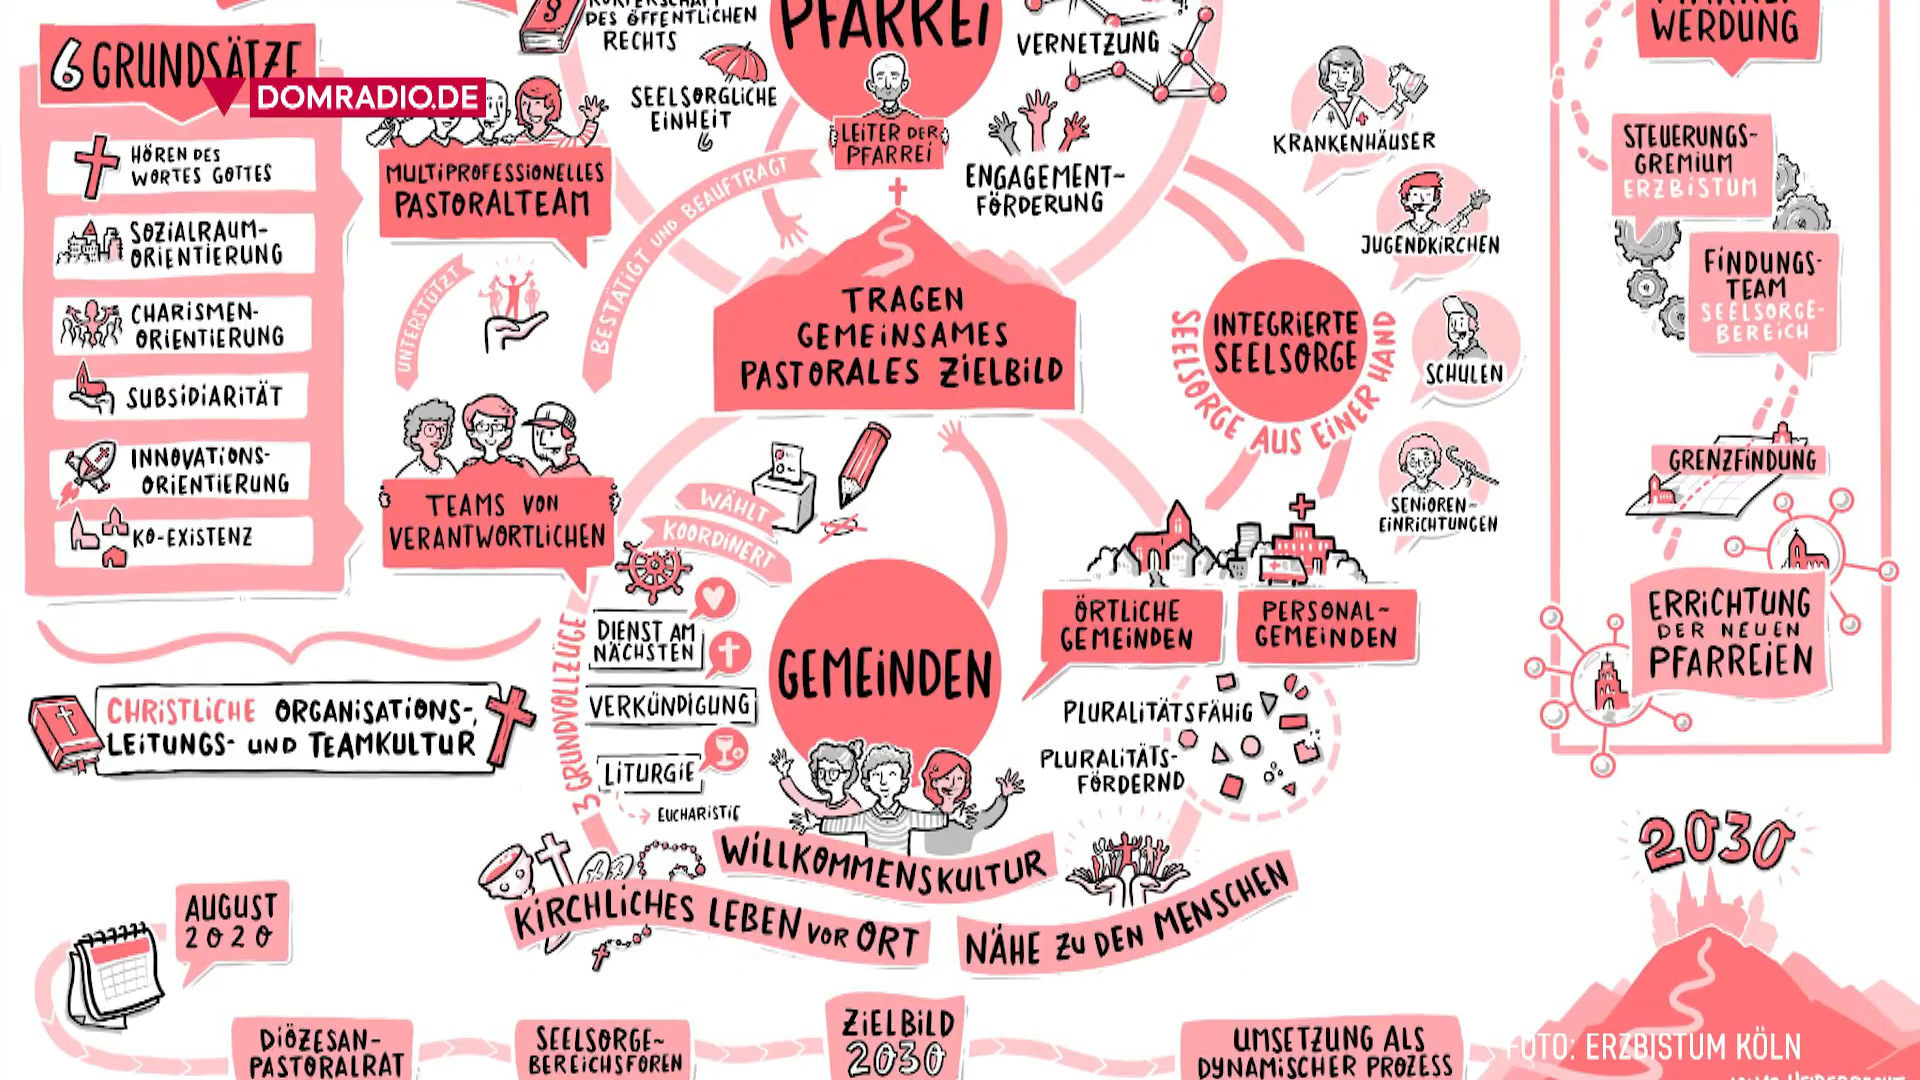 6 GRUNDSÄTZE
DOMRADIO.DE
HÖREN DES
WORTES GOTTES
SOZIALRAUM-
ORIENTIERUNG
CHARISMEN-
ORIENTIERUNG
SUBSIDIARITÄT
INNOVATIONS-
ORIENTIERUNG
KO-EXISTENZ
CHRISTLICHE ORGANISATIONS-,
LEITUNGS- UND TEAMKULTUR
§
KÖRPERSCHAFT
DES ÖFFENTLICHEN
RECHTS
SEELSORGLICHE
EINHEIT
MULTIPROFESSIONELLES
PASTORALTEAM
UNTERSTÜTZT
BESTÄTIGT UND BEAUFTRAGT
TEAMS VON
VERANTWORTLICHEN
PFARREI
LEITER DER
PFARREI
VERNETZUNG
ENGAGEMENT-
FÖRDERUNG
TRAGEN
GEMEINSAMES
PASTORALES ZIELBILD
WÄHLT
KOORDINIERT
3 GRUNDVOLLZÜGE
DIENST AM
NÄCHSTEN
VERKÜNDIGUNG
LITURGIE
EUCHARISTIE
GEMEINDEN
WILLKOMMENSKULTUR
KIRCHLICHES LEBEN VOR ORT
NÄHE ZU DEN MENSCHEN
INTEGRIERTE
SEELSORGE
SEELSORGE AUS EINER HAND
KRANKENHÄUSER
JUGENDKIRCHEN
SCHULEN
SENIOREN-
EINRICHTUNGEN
ÖRTLICHE
GEMEINDEN
PERSONAL-
GEMEINDEN
PLURALITÄTSFÄHIG
PLURALITÄTS-
FÖRDERND
WERDUNG
STEUERUNGS-
GREMIUM
ERZBISTUM
FINDUNGS-
TEAM
SEELSORGE-
BEREICH
GRENZFINDUNG
ERRICHTUNG
DER NEUEN
PFARREIEN
2030
AUGUST
2020
DIÖZESAN-
PASTORALRAT
SEELSORGE-
BEREICHSFOREN
ZIELBILD
2030
UMSETZUNG ALS
DYNAMISCHER PROZESS
FOTO: ERZBISTUM KÖLN